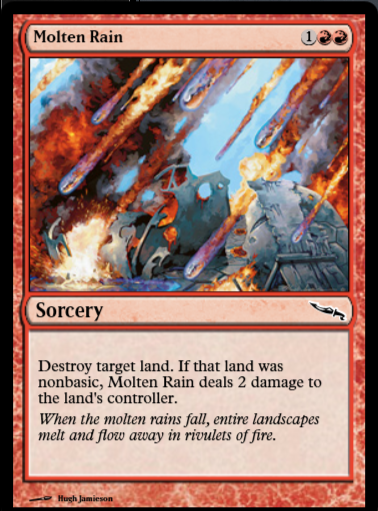 Molten Rain 1
Sorcery
Destroy target land. If that land was
nonbasic, Molten Rain deals 2 damage to
the land's controller.
When the molten rains fall, entire landscapes
melt and flow away in rivulets of fire.
Hugh Jamieson